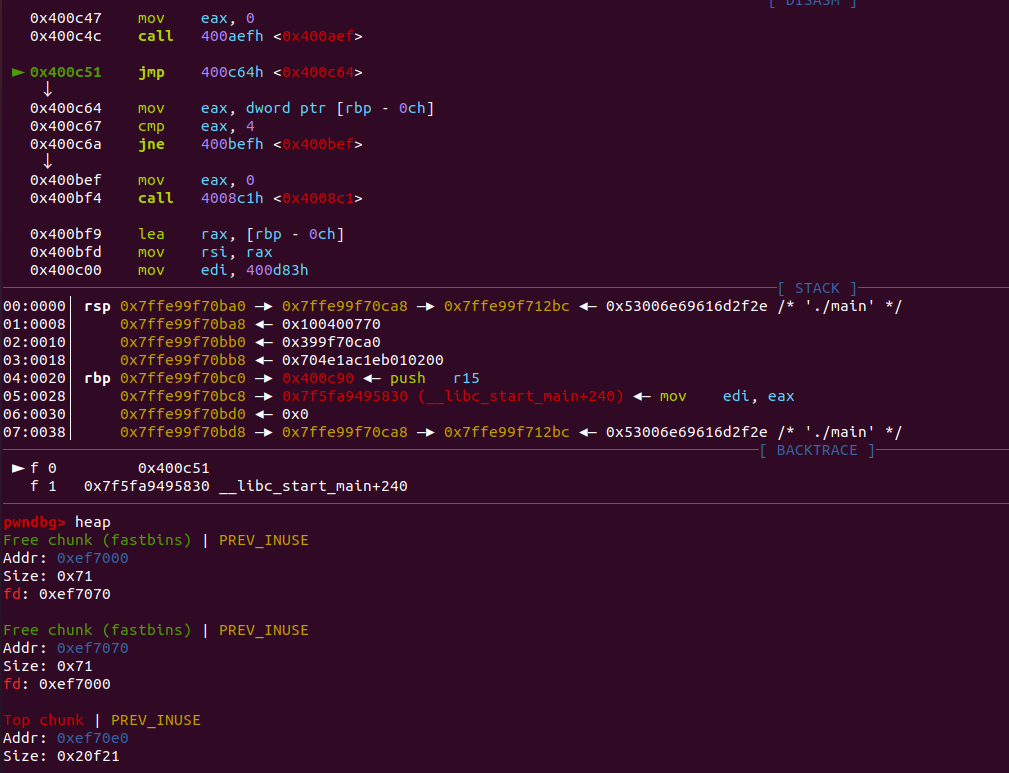 [ DISASM ]
0x400c47 mov eax, 0
0x400c4c call 400aefh <0x400aef>
► 0x400c51 jmp 400c64h <0x400c64>
↓
0x400c64 mov eax, dword ptr [rbp - 0ch]
0x400c67 cmp eax, 4
0x400c6a jne 400befh <0x400bef>
↓
0x400bef mov eax, 0
0x400bf4 call 4008c1h <0x4008c1>
0x400bf9 lea rax, [rbp - 0ch]
0x400bfd mov rsi, rax
0x400c00 mov edi, 400d83h
[ STACK ]
00:0000│ rsp 0x7ffe99f70ba0 —► 0x7ffe99f70ca8 —► 0x7ffe99f712bc ◄— 0x53006e69616d2f2e /* './main' */
01:0008│ 0x7ffe99f70ba8 ◄— 0x100400770
02:0010│ 0x7ffe99f70bb0 ◄— 0x399f70ca0
03:0018│ 0x7ffe99f70bb8 ◄— 0x704e1ac1eb010200
04:0020│ rbp 0x7ffe99f70bc0 —► 0x400c90 ◄— push r15
05:0028│ 0x7ffe99f70bc8 —► 0x7f5fa9495830 (__libc_start_main+240) ◄— mov edi, eax
06:0030│ 0x7ffe99f70bd0 ◄— 0x0
07:0038│ 0x7ffe99f70bd8 —► 0x7ffe99f70ca8 —► 0x7ffe99f712bc ◄— 0x53006e69616d2f2e /* './main' */
[ BACKTRACE ]
► f 0 0x400c51
f 1 0x7f5fa9495830 __libc_start_main+240
pwndbg> heap
Free chunk (fastbins) | PREV_INUSE
Addr: 0xef7000
Size: 0x71
fd: 0xef7070
Free chunk (fastbins) | PREV_INUSE
Addr: 0xef7070
Size: 0x71
fd: 0xef7000
Top chunk | PREV_INUSE
Addr: 0xef70e0
Size: 0x20f21